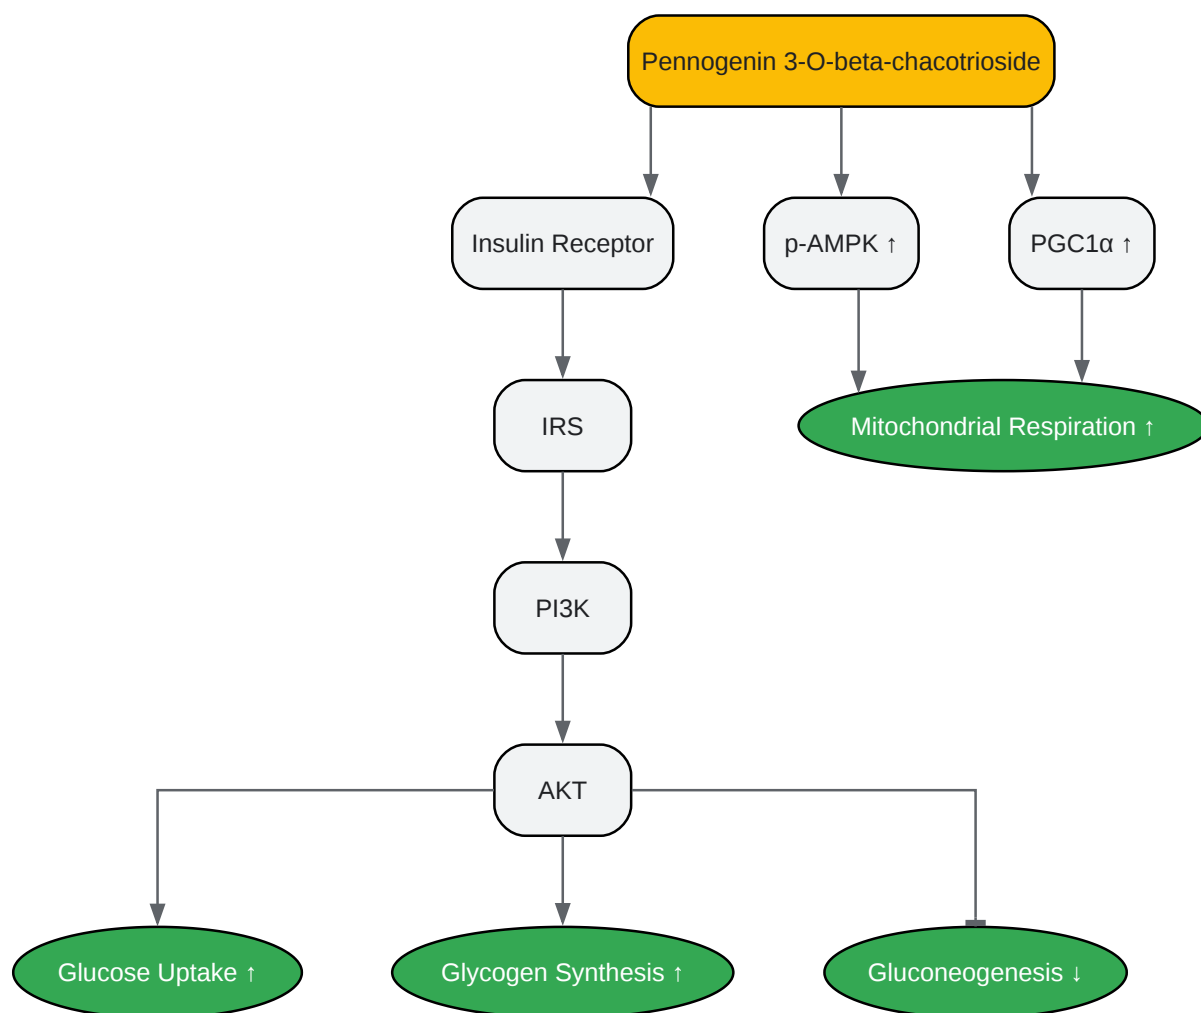 Pennogenin 3-O-beta-chacotrioside
Insulin Receptor
p-AMPK ↑
PGC1α ↑
IRS
Mitochondrial Respiration ↑
PI3K
AKT
Glucose Uptake ↑
Glycogen Synthesis ↑
Gluconeogenesis ↓